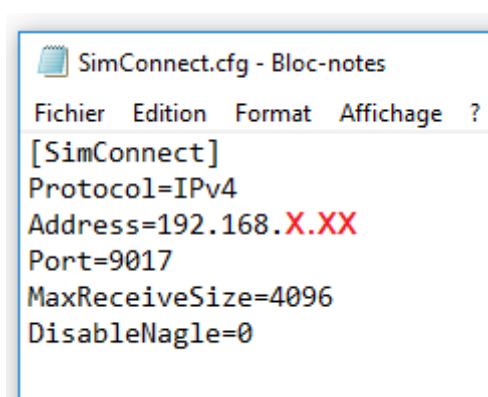 SimConnect.cfg - Bloc-notes
Fichier Edition Format Affichage ?
[SimConnect]
Protocol=IPv4
Address=192.168.X.XX
Port=9017
MaxReceiveSize=4096
DisableNagle=0